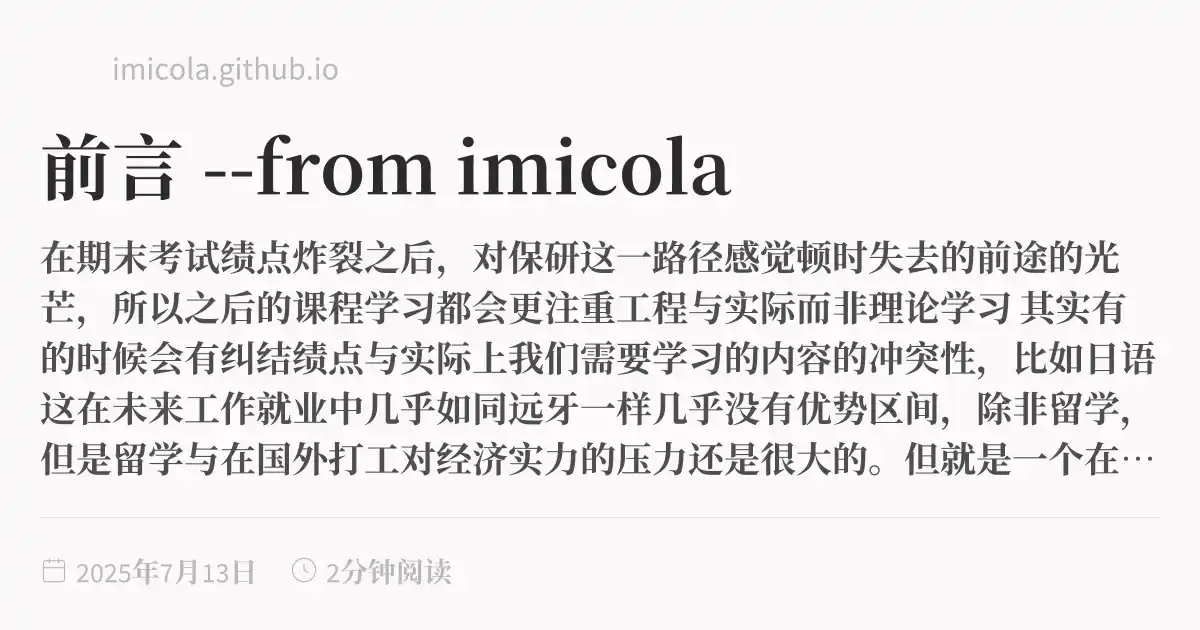 imicola.github.io
前言 --from imicola
在期末考试绩点炸裂之后，对保研这一路径感觉顿时失去的前途的光
芒，所以之后的课程学习都会更注重工程与实际而非理论学习 其实有
的时候会有纠结绩点与实际上我们需要学习的内容的冲突性，比如日语
这在未来工作就业中几乎如同远牙一样几乎没有优势区间，除非留学，
但是留学与在国外打工对经济实力的压力还是很大的。但就是一个在…
2025年7月13日 2分钟阅读